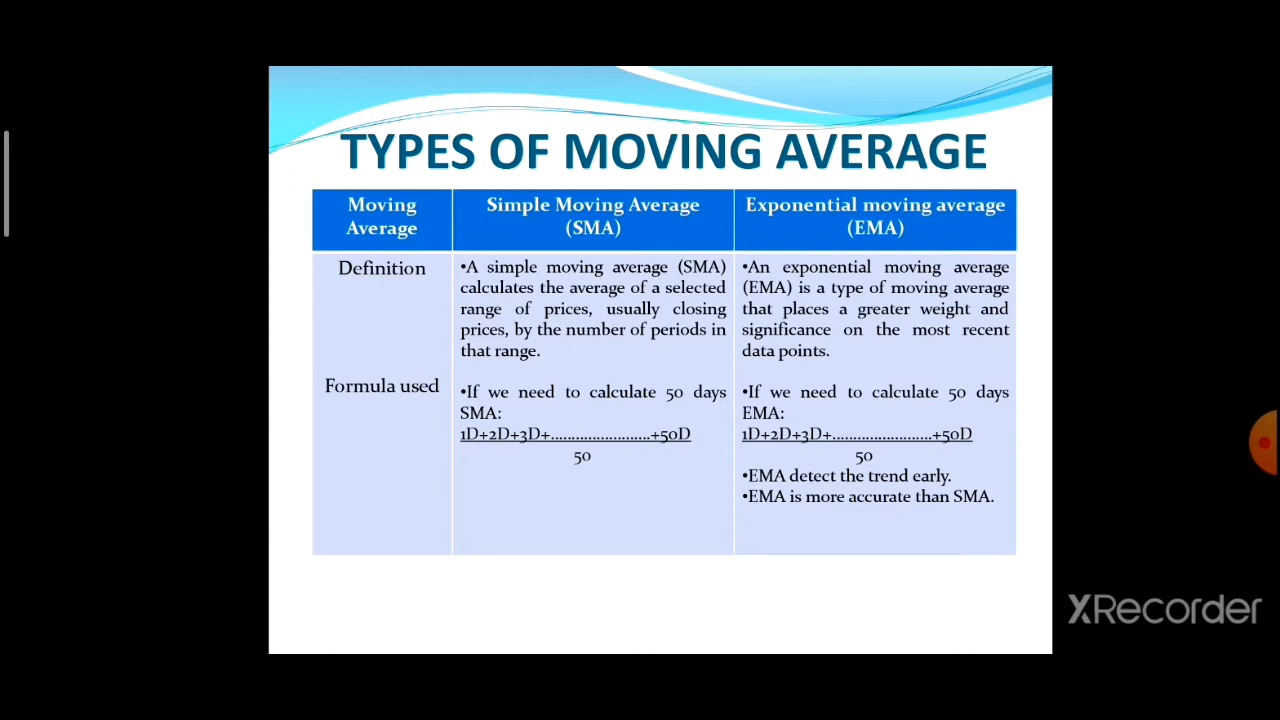 TYPES OF MOVING AVERAGE
Moving
Average
Simple Moving Average
(SMA)
Exponential moving average
(EMA)
Definition
•A simple moving average (SMA)
calculates the average of a selected
range of prices, usually closing
prices, by the number of periods in
that range.
•An exponential moving average
(EMA) is a type of moving average
that places a greater weight and
significance on the most recent
data points.
Formula used
•If we need to calculate 50 days
SMA:
1D+2D+3D+........................+50D
50
•If we need to calculate 50 days
EMA:
1D+2D+3D+........................+50D
50
•EMA detect the trend early.
•EMA is more accurate than SMA.
XRecorder